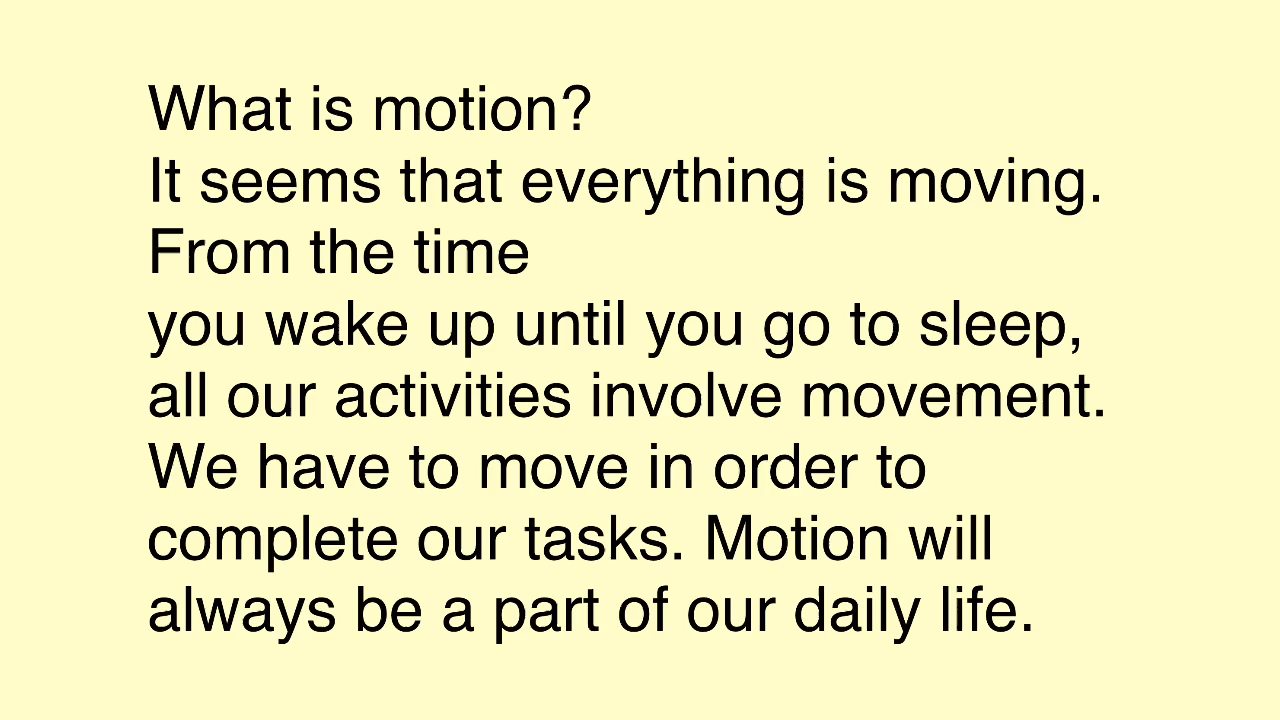 What is motion?
It seems that everything is moving.
From the time
you wake up until you go to sleep,
all our activities involve movement.
We have to move in order to
complete our tasks. Motion will
always be a part of our daily life.